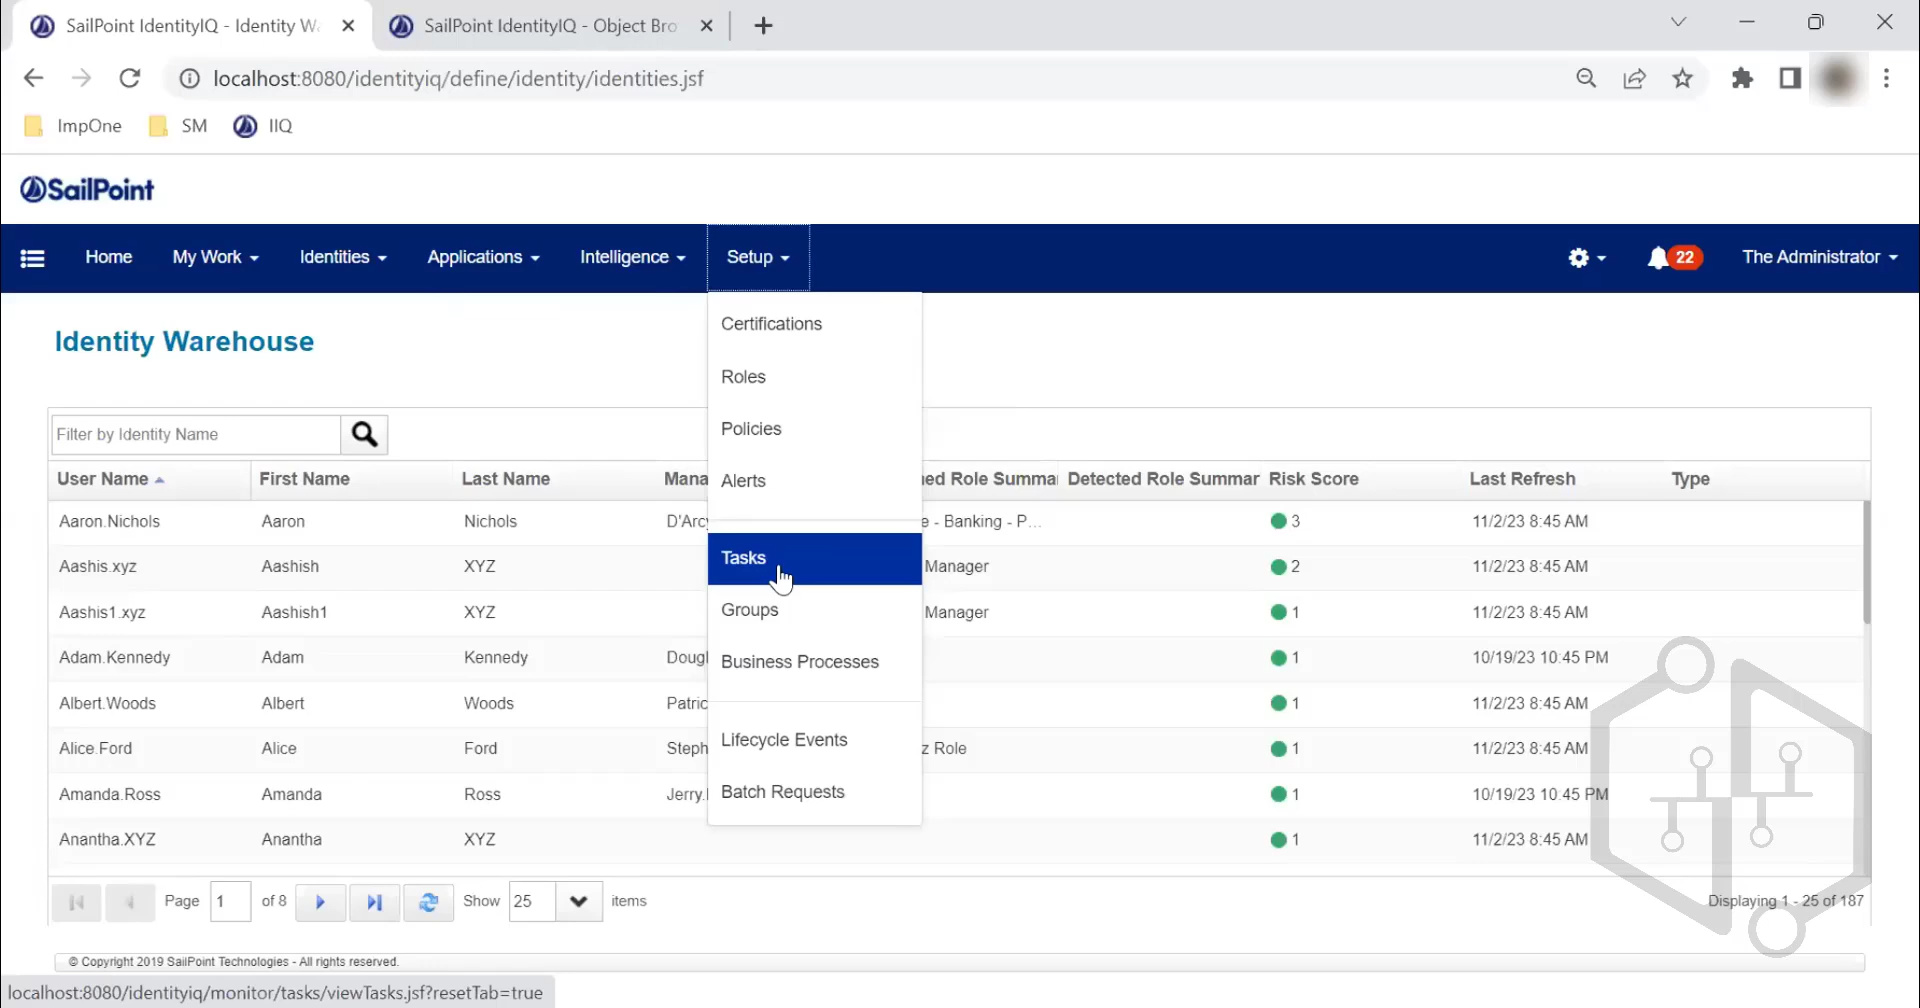 SailPoint IdentityIQ - Identity Wa
SailPoint IdentityIQ - Object Bro
localhost:8080/identityiq/define/identity/identities.jsf
ImpOne
SM
IIQ
SailPoint
Home
My Work
Identities
Applications
Intelligence
Setup
22
The Administrator
Certifications
Roles
Policies
Alerts
Tasks
Groups
Business Processes
Lifecycle Events
Batch Requests
Identity Warehouse
Filter by Identity Name
User Name First Name Last Name Mana ed Role Summa Detected Role Summar Risk Score Last Refresh Type
Aaron.Nichols Aaron Nichols D'Arc e - Banking - P... 3 11/2/23 8:45 AM
Aashis.xyz Aashish XYZ Manager 2 11/2/23 8:45 AM
Aashis1.xyz Aashish1 XYZ Manager 1 11/2/23 8:45 AM
Adam.Kennedy Adam Kennedy Doug 1 10/19/23 10:45 PM
Albert.Woods Albert Woods Patric 1 11/2/23 8:45 AM
Alice.Ford Alice Ford Steph z Role 1 11/2/23 8:45 AM
Amanda.Ross Amanda Ross Jerry. 1 10/19/23 10:45 PM
Anantha.XYZ Anantha XYZ 1 11/2/23 8:45 AM
Page 1 of 8 Show 25 items Displaying 1 - 25 of 187
© Copyright 2019 SailPoint Technologies - All rights reserved.
localhost:8080/identityiq/monitor/tasks/viewTasks.jsf?resetTab=true